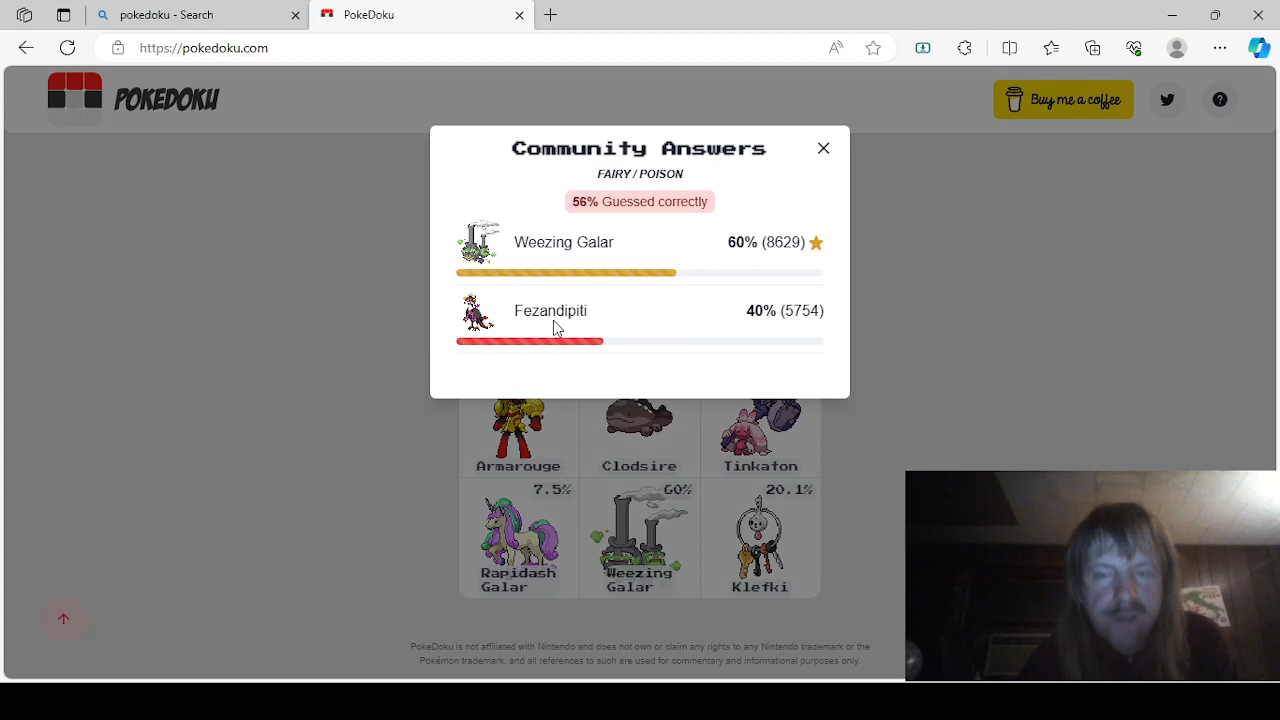 pokedoku - Search
PokeDoku
https://pokedoku.com
POKEDOKU
Buy me a coffee
Community Answers
FAIRY / POISON
56% Guessed correctly
Weezing Galar 60% (8629)
Fezandipiti 40% (5754)
Armarouge Clodsire Tinkaton
7.5% 60% 20.1%
Rapidash Galar
Weezing Galar
Klefki
PokeDoku is not affiliated with Nintendo and does not own or claim any rights to any Nintendo trademark or the
Pokémon trademark, and all references to such are used for commentary and informational purposes only.